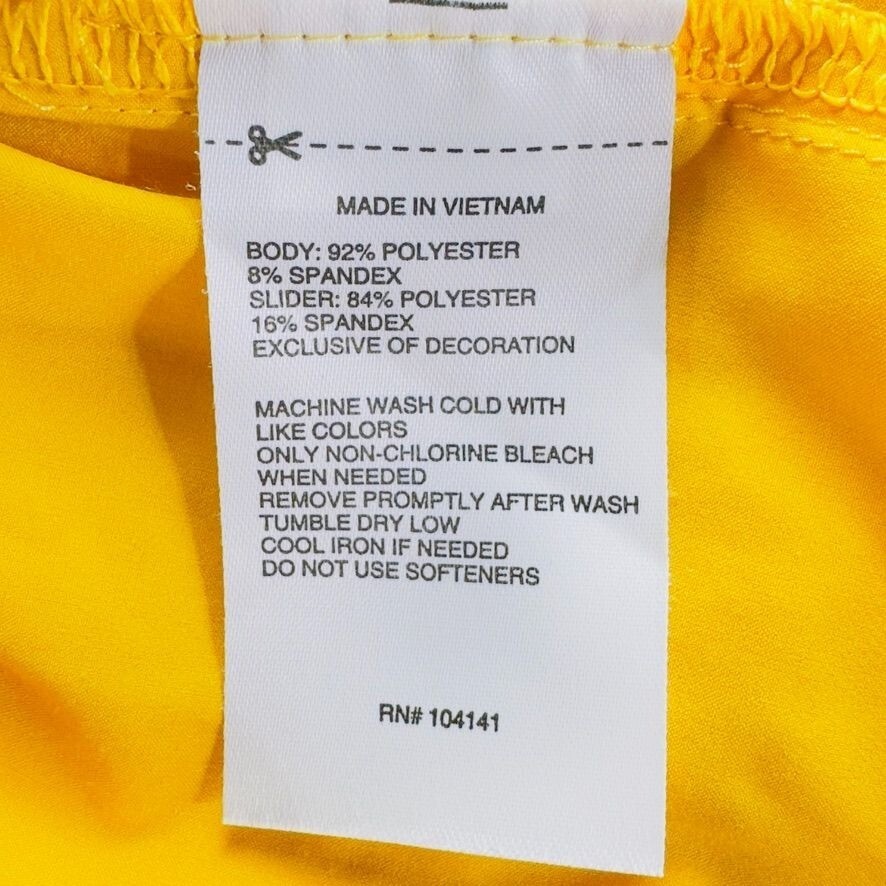 MADE IN VIETNAM
BODY: 92% POLYESTER
8% SPANDEX
SLIDER: 84% POLYESTER
16% SPANDEX
EXCLUSIVE OF DECORATION
MACHINE WASH COLD WITH
LIKE COLORS
ONLY NON-CHLORINE BLEACH
WHEN NEEDED
REMOVE PROMPTLY AFTER WASH
TUMBLE DRY LOW
COOL IRON IF NEEDED
DO NOT USE SOFTENERS
RN# 104141